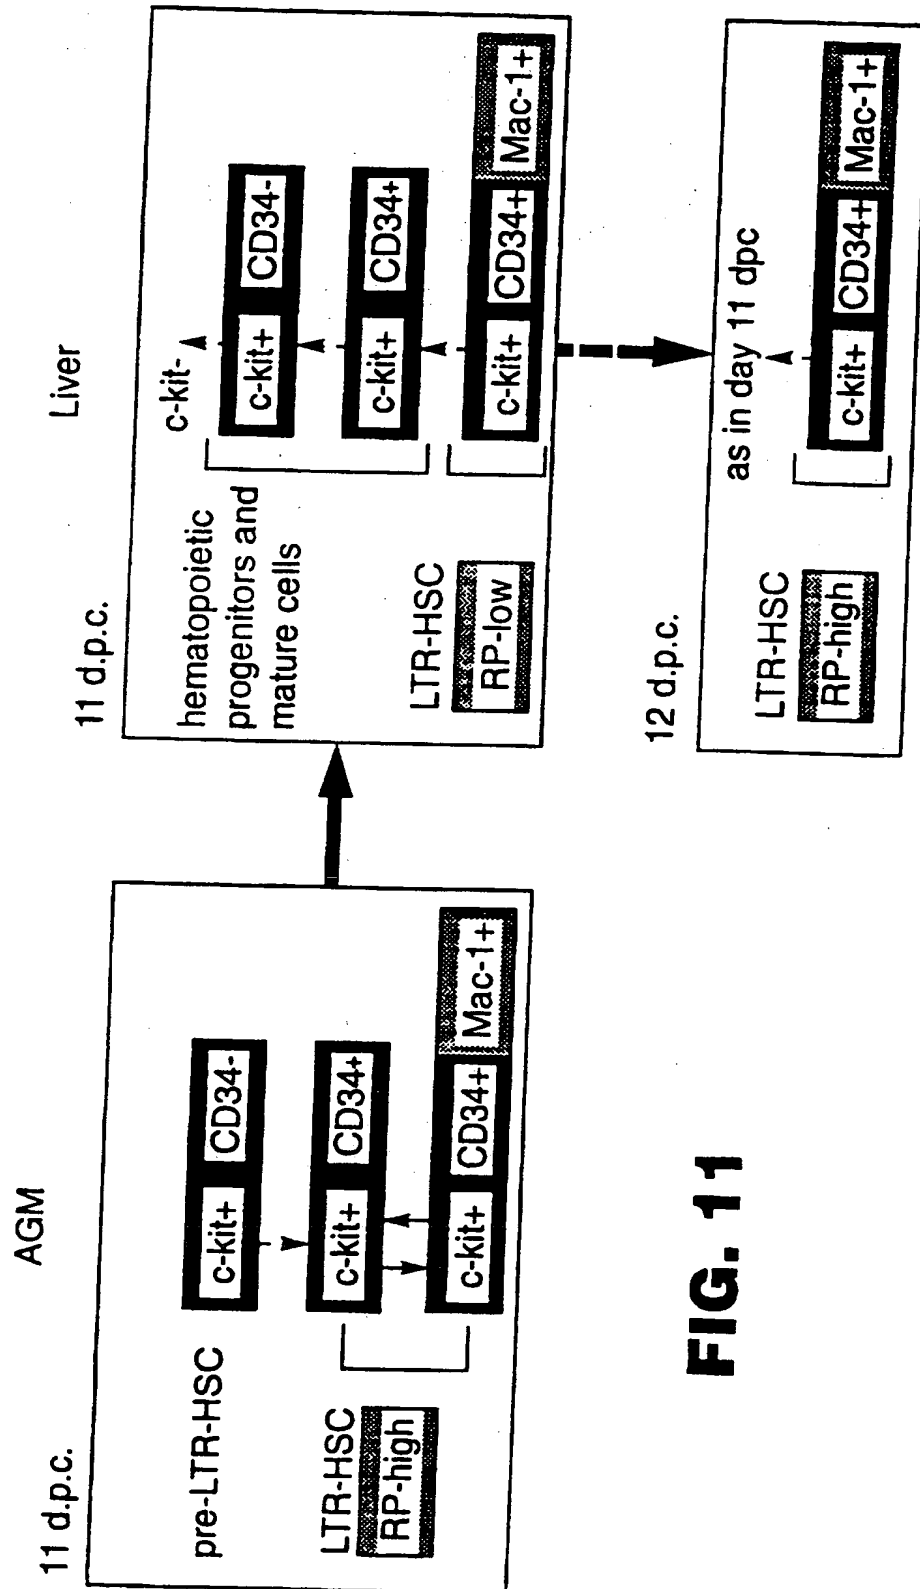 AGM
11 d.p.c.
pre-LTR-HSC
c-kit+ CD34-
c-kit+ CD34+
LTR-HSC
RP-high
c-kit+ CD34+ Mac-1+
Liver
11 d.p.c.
c-kit-
hematopoietic
progenitors and
mature cells
c-kit+ CD34-
c-kit+ CD34+
LTR-HSC
RP-low
c-kit+ CD34+ Mac-1+
12 d.p.c.
as in day 11 dpc
LTR-HSC
RP-high
c-kit+ CD34+ Mac-1+
FIG. 11